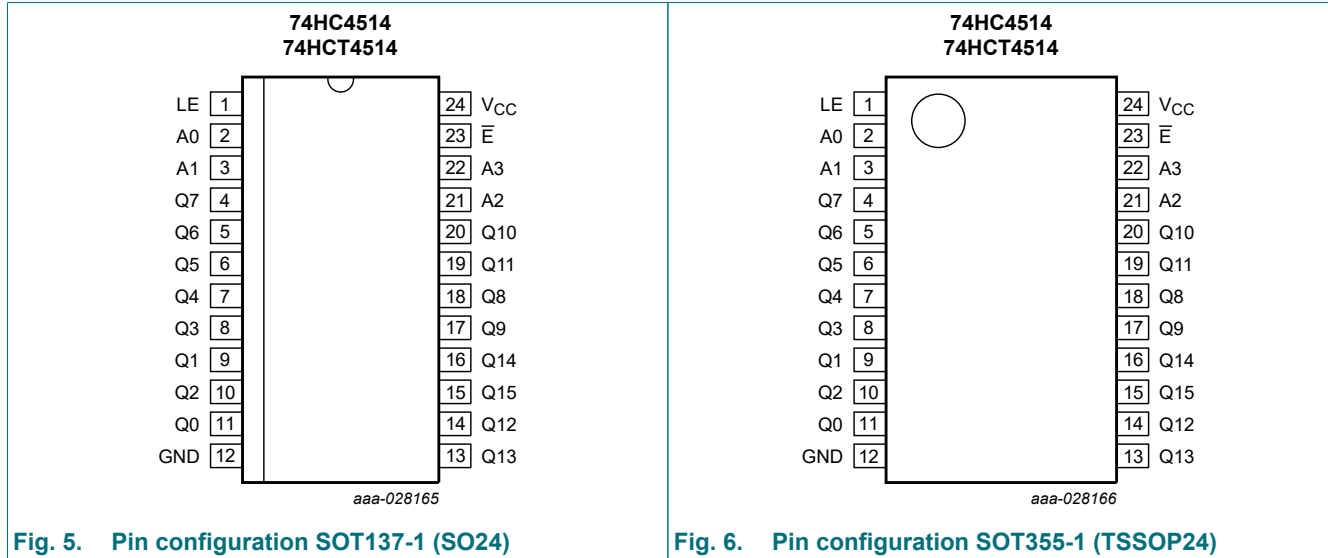 74HC4514
74HCT4514
LE 1 24 VCC
A0 2 23 E̅
A1 3 22 A3
Q7 4 21 A2
Q6 5 20 Q10
Q5 6 19 Q11
Q4 7 18 Q8
Q3 8 17 Q9
Q1 9 16 Q14
Q2 10 15 Q15
Q0 11 14 Q12
GND 12 13 Q13
aaa-028165
Fig. 5. Pin configuration SOT137-1 (SO24)
74HC4514
74HCT4514
LE 1 24 VCC
A0 2 23 E̅
A1 3 22 A3
Q7 4 21 A2
Q6 5 20 Q10
Q5 6 19 Q11
Q4 7 18 Q8
Q3 8 17 Q9
Q1 9 16 Q14
Q2 10 15 Q15
Q0 11 14 Q12
GND 12 13 Q13
aaa-028166
Fig. 6. Pin configuration SOT355-1 (TSSOP24)